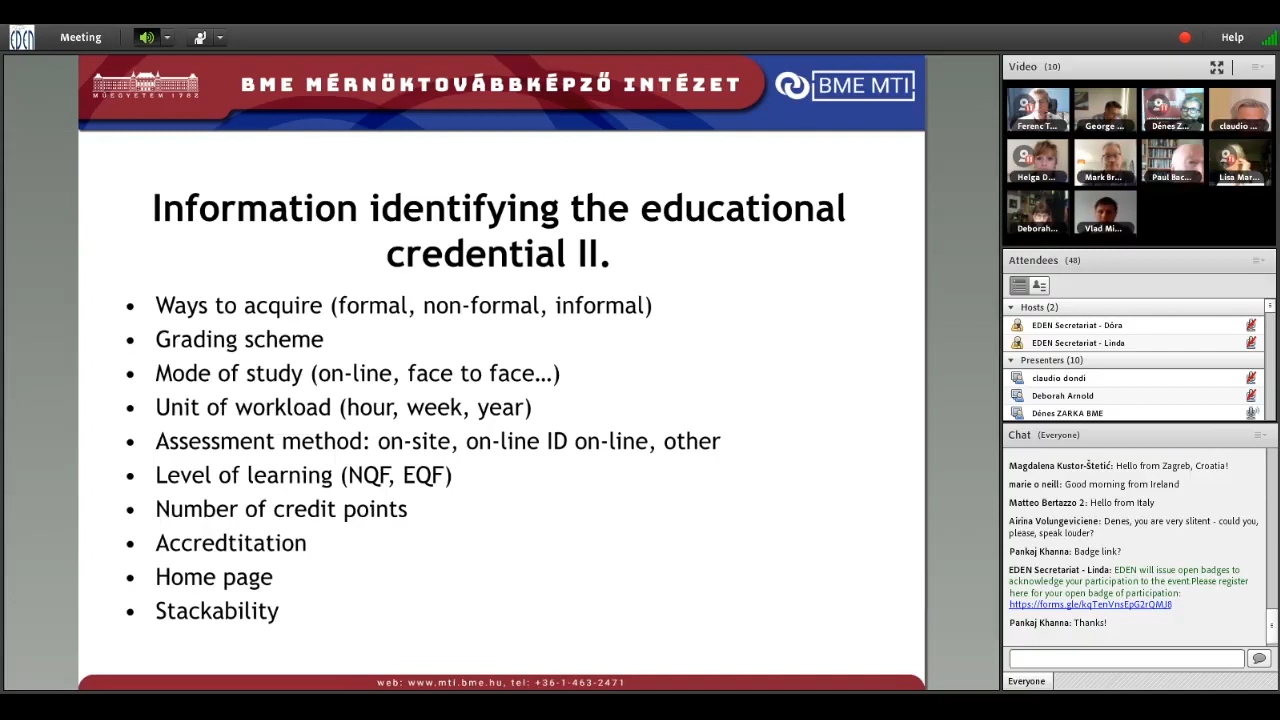 EDEN
Meeting
Help
MŰEGYETEM 1782
BME MÉRNÖKTOVÁBBKÉPZŐ INTÉZET
BME MTI
Information identifying the educational
credential II.
• Ways to acquire (formal, non-formal, informal)
• Grading scheme
• Mode of study (on-line, face to face…)
• Unit of workload (hour, week, year)
• Assessment method: on-site, on-line ID on-line, other
• Level of learning (NQF, EQF)
• Number of credit points
• Accredtitation
• Home page
• Stackability
web: www.mti.bme.hu, tel: +36-1-463-2471
Video (10)
Ferenc T... George ... Dénes Z... claudio ...
Helga D... Mark Br... Paul Bac... Lisa Mar...
Deborah... Vlad Mi...
Attendees (48)
Hosts (2)
EDEN Secretariat - Dóra
EDEN Secretariat - Linda
Presenters (10)
claudio dondi
Deborah Arnold
Dénes ZARKA BME
Chat (Everyone)
Magdalena Kustor-Štetić: Hello from Zagreb, Croatia!
marie o neill: Good morning from Ireland
Matteo Bertazzo 2: Hello from Italy
Airina Volungeviciene: Denes, you are very slitent - could you,
please, speak louder?
Pankaj Khanna: Badge link?
EDEN Secretariat - Linda: EDEN will issue open badges to
acknowledge your participation to the event.Please register
here for your open badge of participation:
https://forms.gle/kqTenVnsEpG2rQMJ8
Pankaj Khanna: Thanks!
Everyone